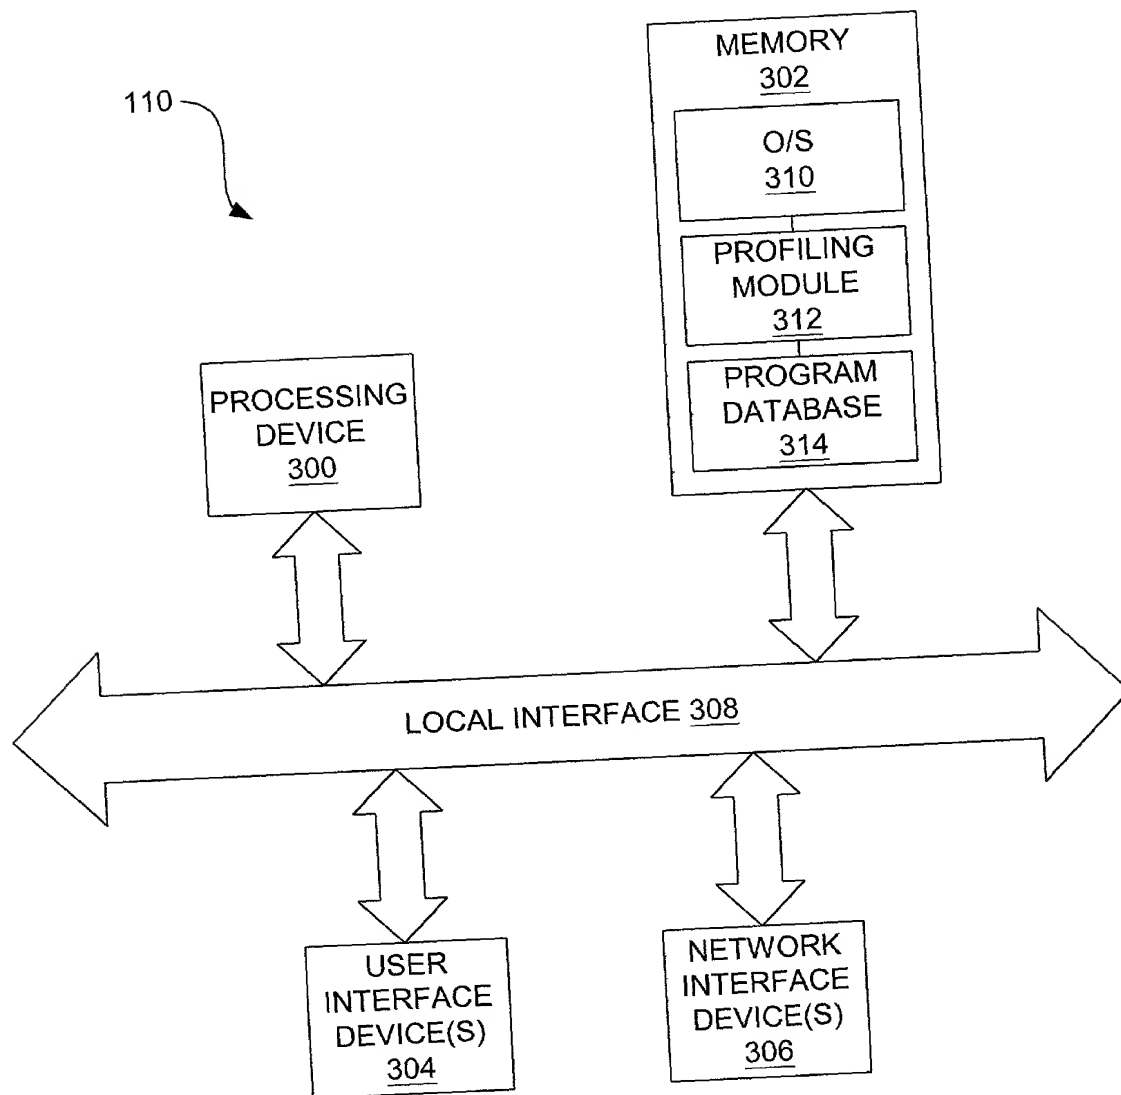 110
MEMORY
302
O/S
310
PROFILING
MODULE
312
PROGRAM
DATABASE
314
PROCESSING
DEVICE
300
LOCAL INTERFACE 308
USER
INTERFACE
DEVICE(S)
304
NETWORK
INTERFACE
DEVICE(S)
306